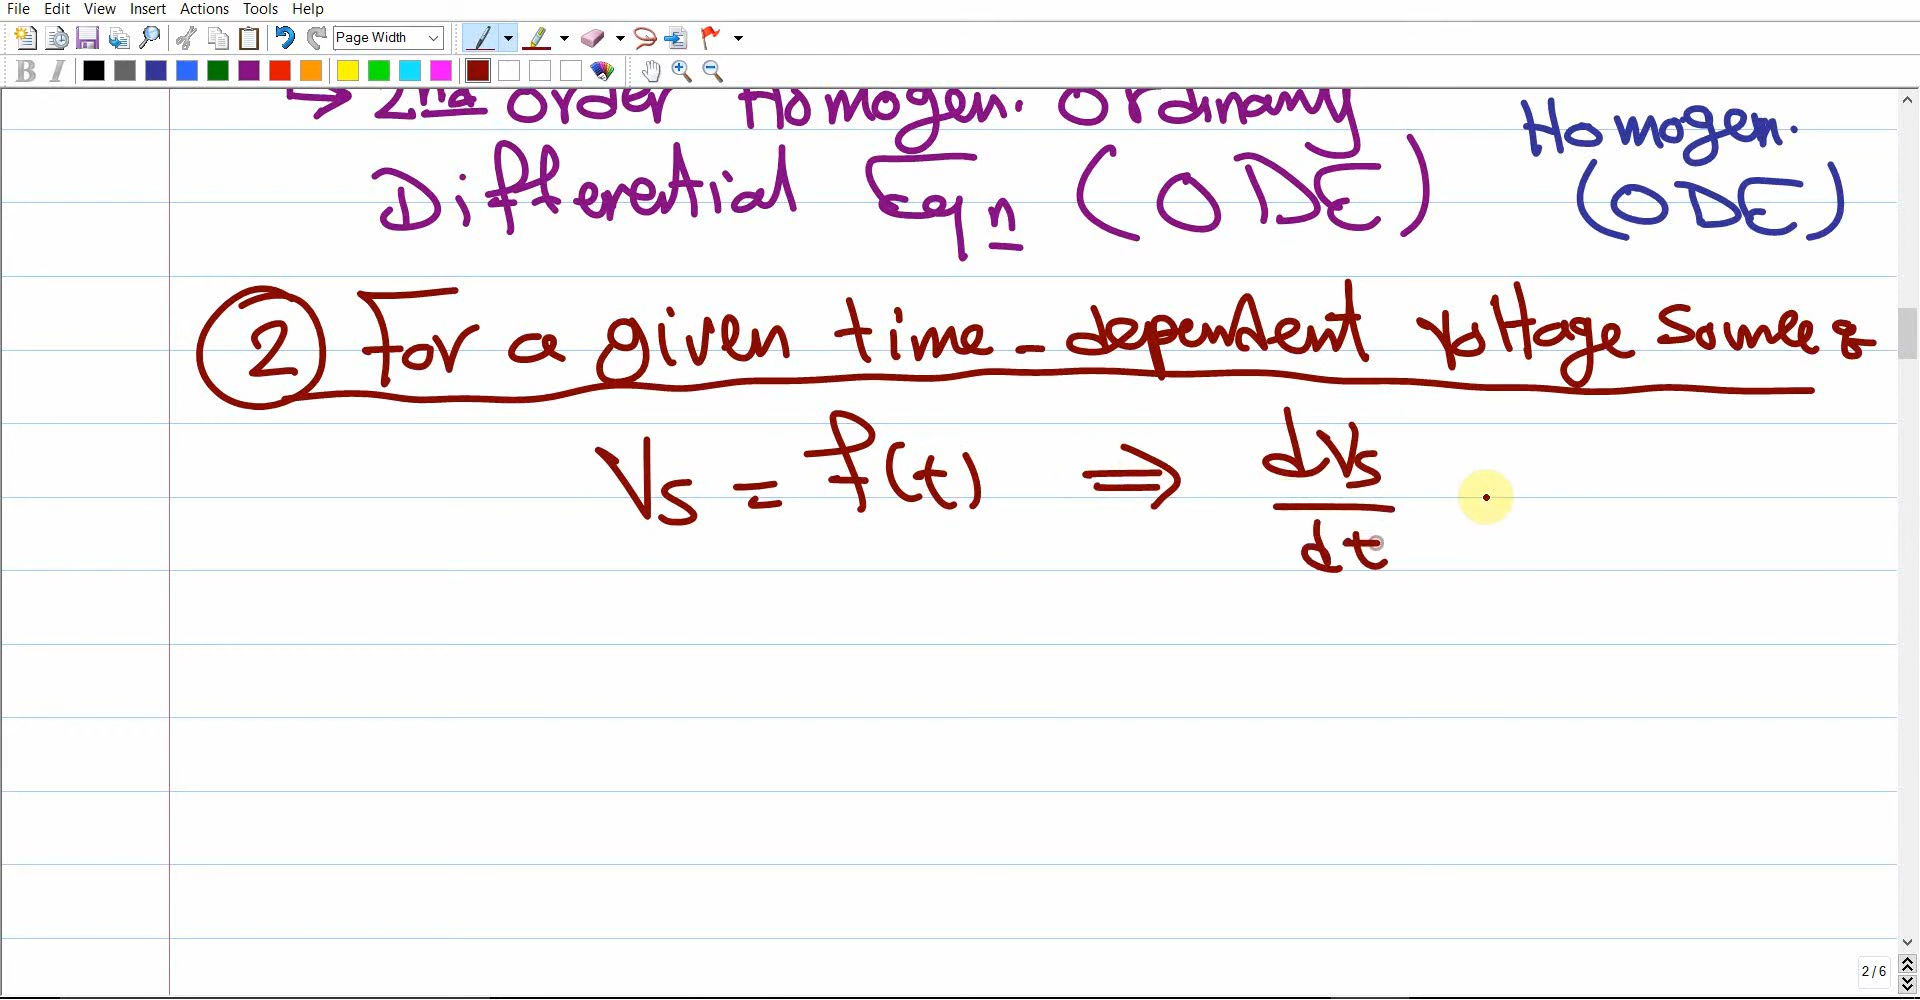 File Edit View Insert Actions Tools Help
Page Width
B I
→ 2nd order Homogen. Ordinary
Differential Eqn (ODE)
Homogen.
(ODE)
2 For a given time-dependent Voltage Source:
Vs = f(t) ⇒ dVs
dt
2 / 6